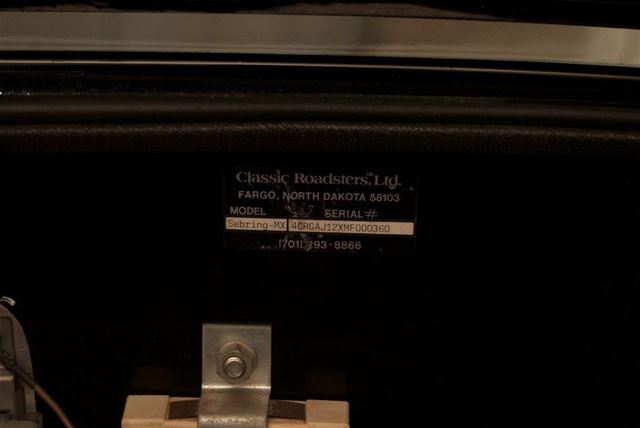 Classic Roadsters, Ltd.
FARGO, NORTH DAKOTA 58103
MODEL SERIAL #
Sebring-MX 4CRGAJ12XMF000360
(701) 293-8866